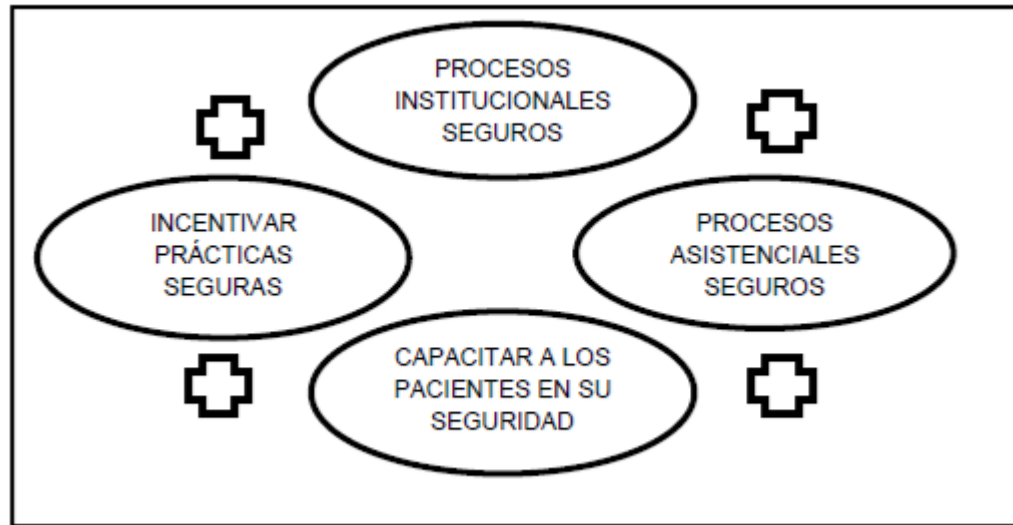 PROCESOS
INSTITUCIONALES
SEGUROS
INCENTIVAR
PRÁCTICAS
SEGURAS
PROCESOS
ASISTENCIALES
SEGUROS
CAPACITAR A LOS
PACIENTES EN SU
SEGURIDAD